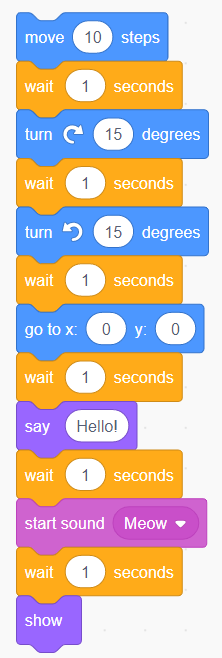 move 10 steps
wait 1 seconds
turn 15 degrees
wait 1 seconds
turn 15 degrees
wait 1 seconds
go to x: 0 y: 0
wait 1 seconds
say Hello!
wait 1 seconds
start sound Meow
wait 1 seconds
show